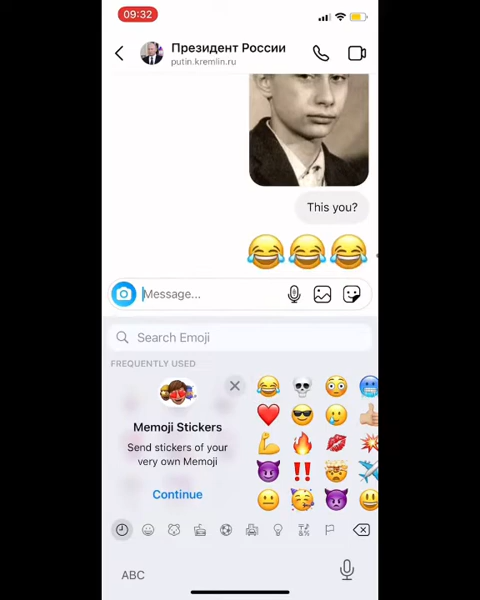 09:32
Президент России
putin.kremlin.ru
This you?
Message...
Search Emoji
FREQUENTLY USED
Memoji Stickers
Send stickers of your
very own Memoji
Continue
ABC